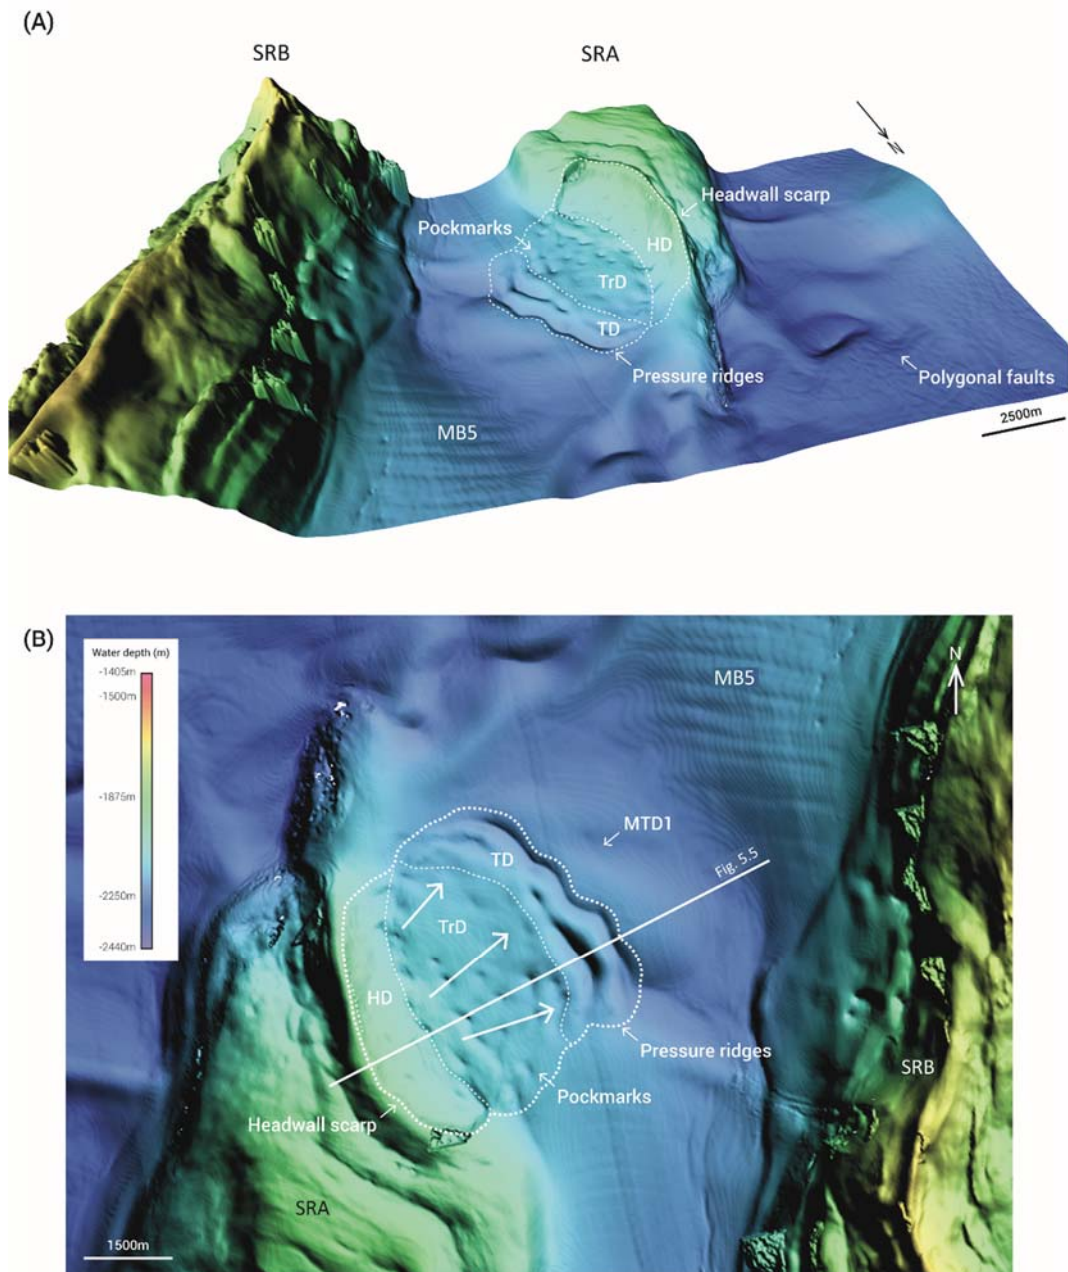 (A)
SRB
SRA
N
Headwall scarp
Pockmarks
HD
TrD
TD
Pressure ridges
Polygonal faults
MB5
2500m
(B)
Water depth (m)
-1405m
-1500m
-1875m
-2250m
-2440m
N
MB5
MTD1
TD
Fig. 5.5
TrD
HD
Pressure ridges
SRB
Pockmarks
Headwall scarp
SRA
1500m